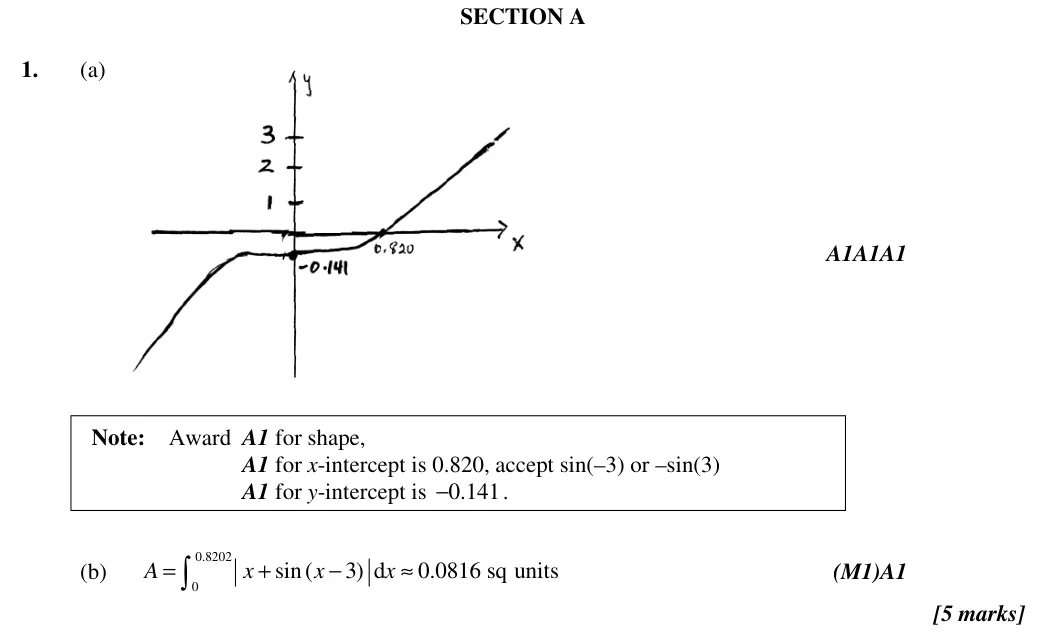 SECTION A
1. (a)
y
3
2
1
x
0.820
-0.141
A1A1A1
Note: Award A1 for shape,
A1 for x-intercept is 0.820, accept sin(–3) or –sin(3)
A1 for y-intercept is −0.141.
(b) A = ∫₀^0.8202 |x + sin(x − 3)| dx ≈ 0.0816 sq units (M1)A1
[5 marks]